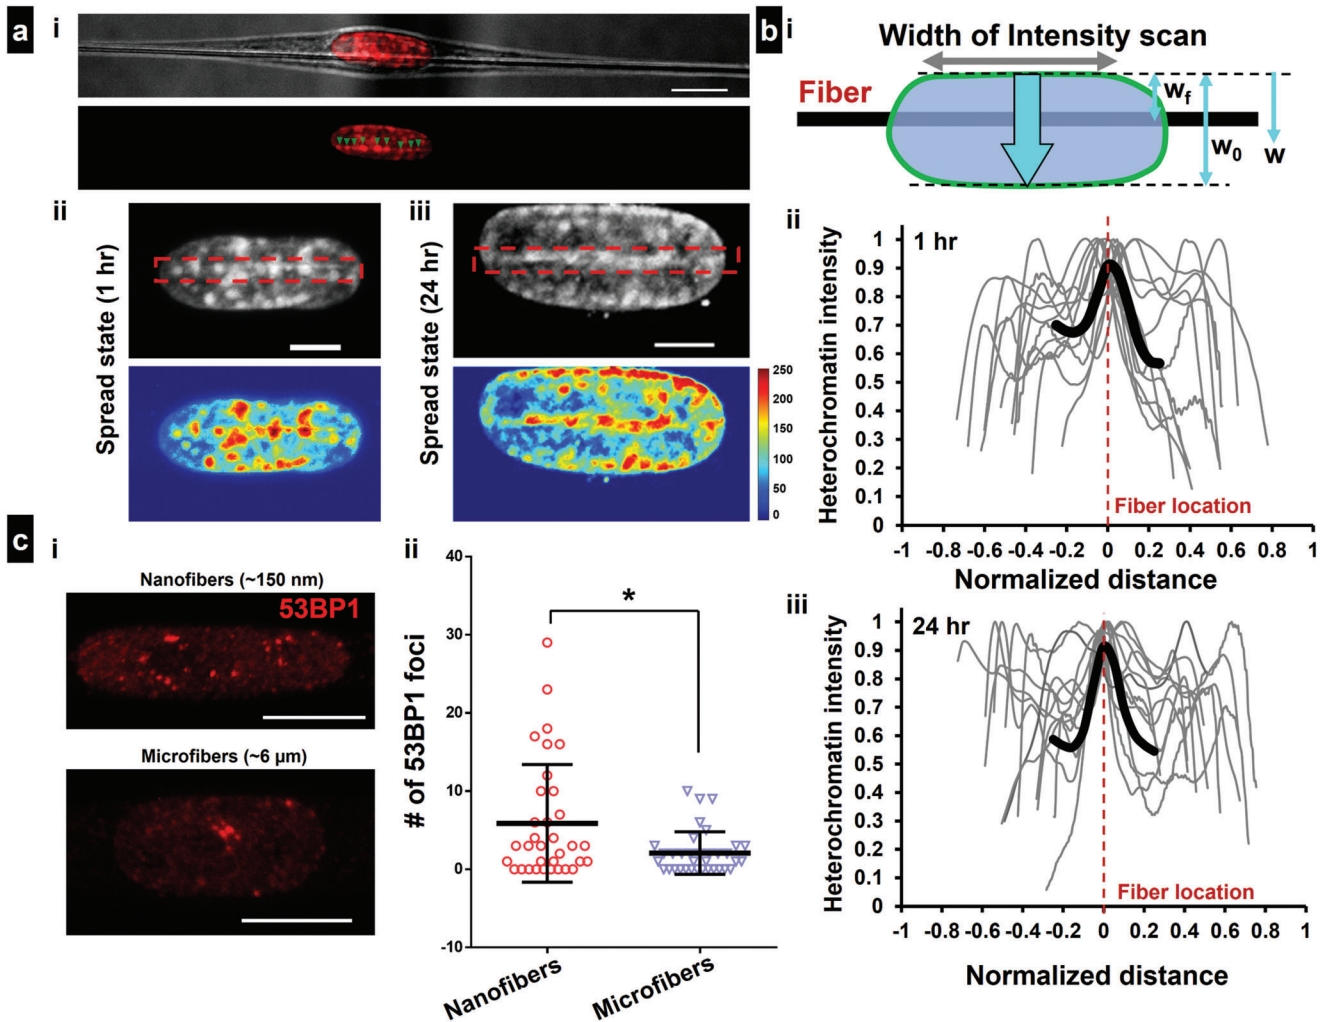 a
i
ii
iii
Spread state (1 hr)
Spread state (24 hr)
250
200
150
100
50
0
b
i
Width of Intensity scan
Fiber
wf
w0
w
ii
1 hr
Heterochromatin intensity
1
0.9
0.8
0.7
0.6
0.5
0.4
0.3
0.2
0.1
0
Fiber location
-1 -0.8 -0.6 -0.4 -0.2 0 0.2 0.4 0.6 0.8 1
Normalized distance
iii
24 hr
Heterochromatin intensity
1
0.9
0.8
0.7
0.6
0.5
0.4
0.3
0.2
0.1
0
Fiber location
-1 -0.8 -0.6 -0.4 -0.2 0 0.2 0.4 0.6 0.8 1
Normalized distance
c
i
Nanofibers (~150 nm)
53BP1
Microfibers (~6 µm)
ii
# of 53BP1 foci
40
30
20
10
0
-10
*
Nanofibers
Microfibers